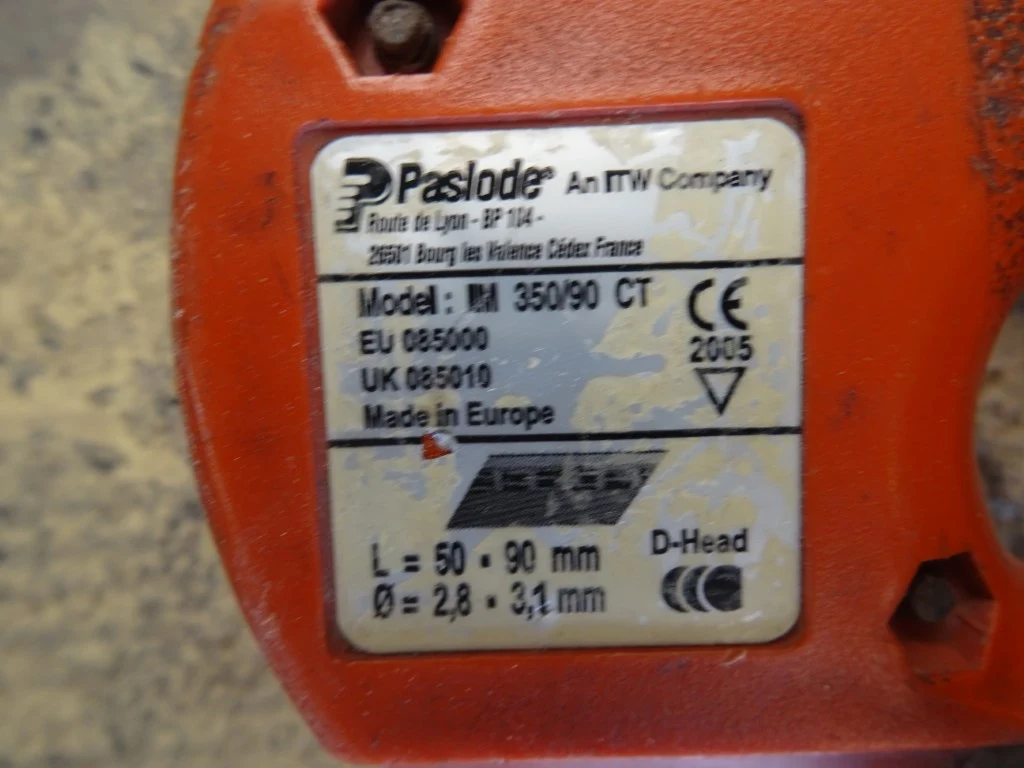 Paslode® An ITW Company
Route de Lyon - BP 104 -
26501 Bourg les Valence Cédex France
Model : IM 350/90 CT
EU 085000
UK 085010
Made in Europe
CE
2005
L = 50 - 90 mm
Ø = 2,8 - 3,1 mm
D-Head